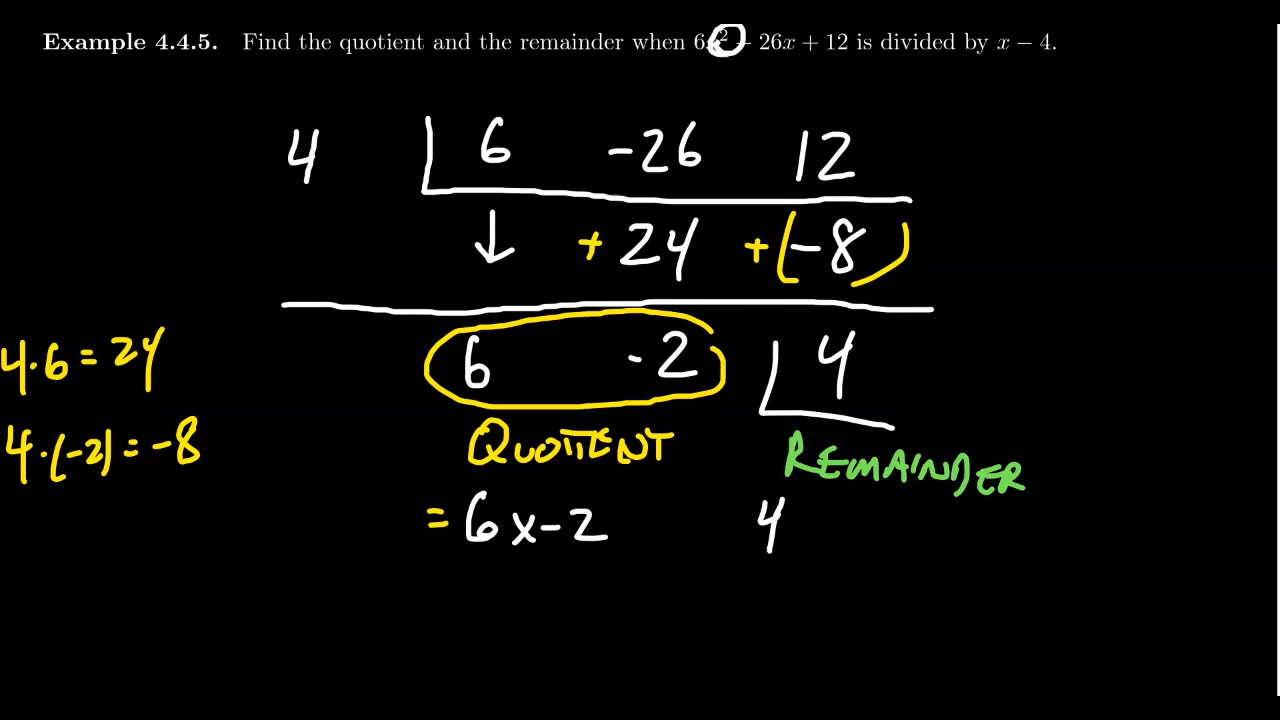 Example 4.4.5. Find the quotient and the remainder when 6x² − 26x + 12 is divided by x − 4.
4 6 -26 12
↓ + 24 + (-8)
6 -2 4
4·6 = 24
4·(-2) = -8
QUOTIENT REMAINDER
= 6x-2 4